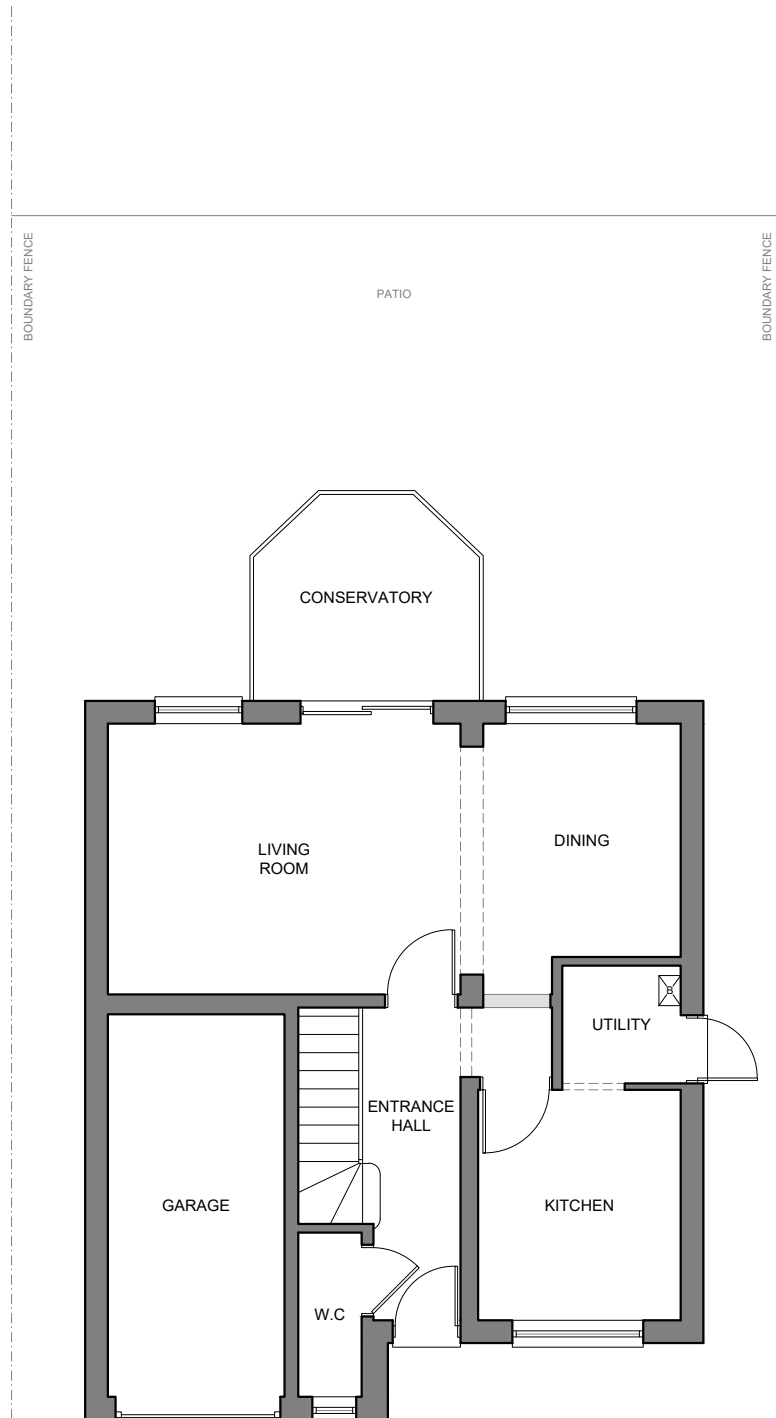 BOUNDARY FENCE
PATIO
BOUNDARY FENCE
CONSERVATORY
LIVING
ROOM
DINING
B
UTILITY
ENTRANCE
HALL
GARAGE
KITCHEN
W.C